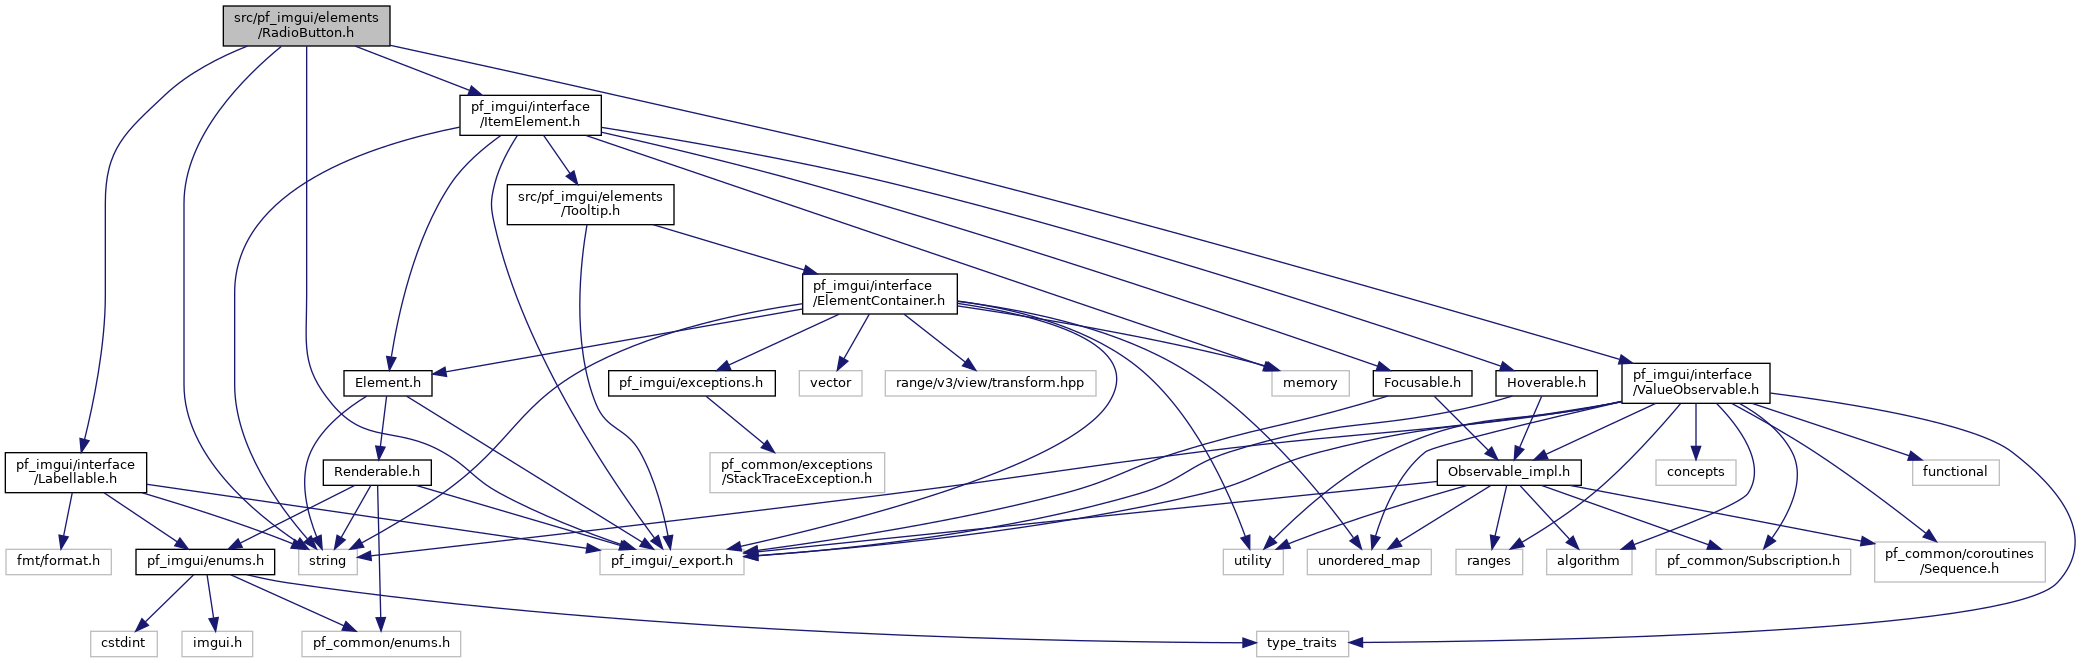 src/pf_imgui/elements
/RadioButton.h
pf_imgui/interface
/ItemElement.h
src/pf_imgui/elements
/Tooltip.h
pf_imgui/interface
/ElementContainer.h
Element.h
pf_imgui/exceptions.h
vector
range/v3/view/transform.hpp
memory
Focusable.h
Hoverable.h
pf_imgui/interface
/ValueObservable.h
pf_imgui/interface
/Labellable.h
Renderable.h
pf_common/exceptions
/StackTraceException.h
Observable_impl.h
concepts
functional
fmt/format.h
pf_imgui/enums.h
string
pf_imgui/_export.h
utility
unordered_map
ranges
algorithm
pf_common/Subscription.h
pf_common/coroutines
/Sequence.h
cstdint
imgui.h
pf_common/enums.h
type_traits